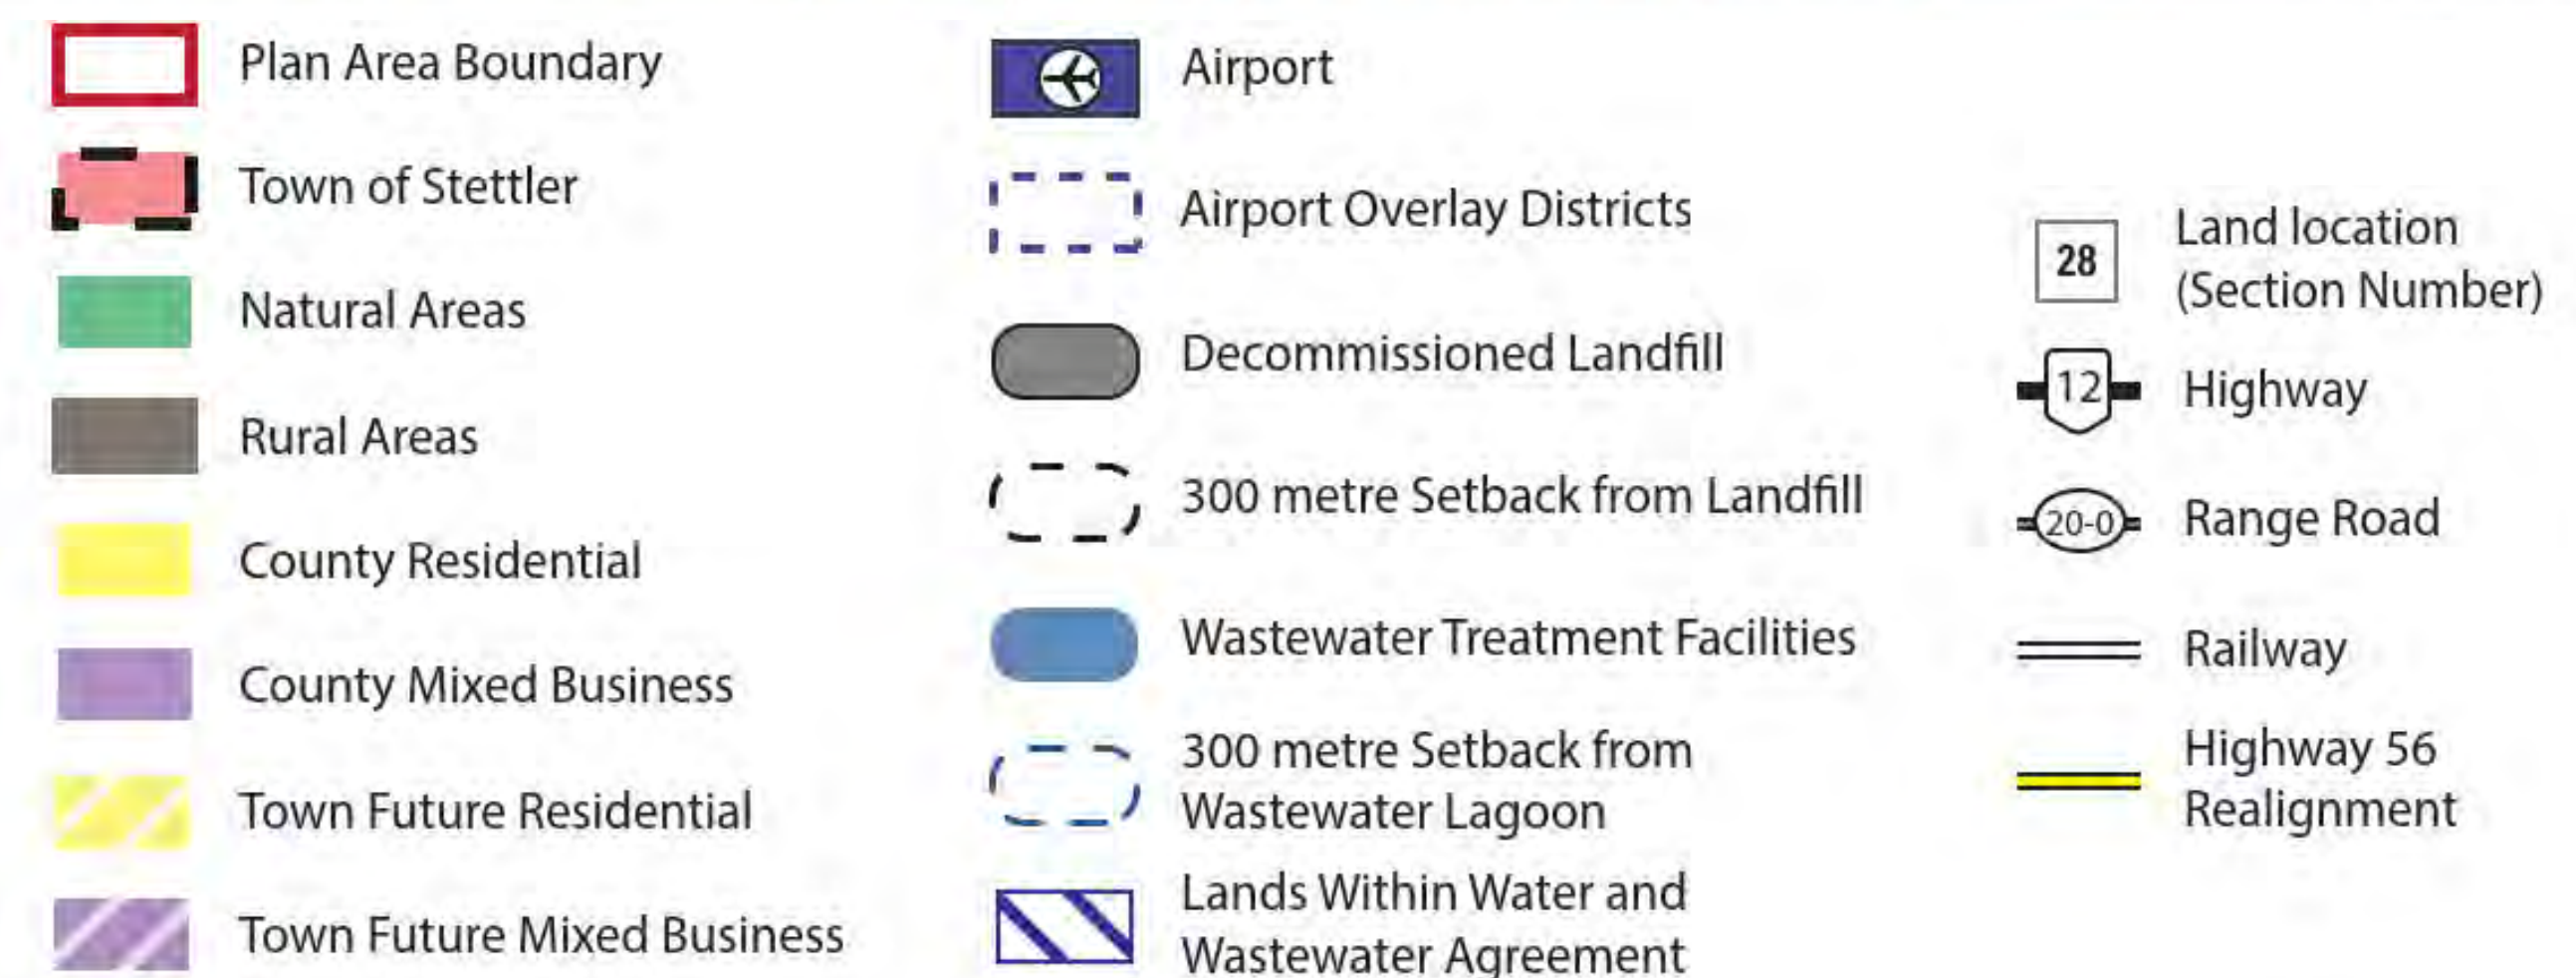 Plan Area Boundary
Town of Stettler
Natural Areas
Rural Areas
County Residential
County Mixed Business
Town Future Residential
Town Future Mixed Business
Airport
Airport Overlay Districts
Decommissioned Landfill
300 metre Setback from Landfill
Wastewater Treatment Facilities
300 metre Setback from
Wastewater Lagoon
Lands Within Water and
Wastewater Agreement
28
Land location
(Section Number)
12
Highway
20-0
Range Road
Railway
Highway 56
Realignment